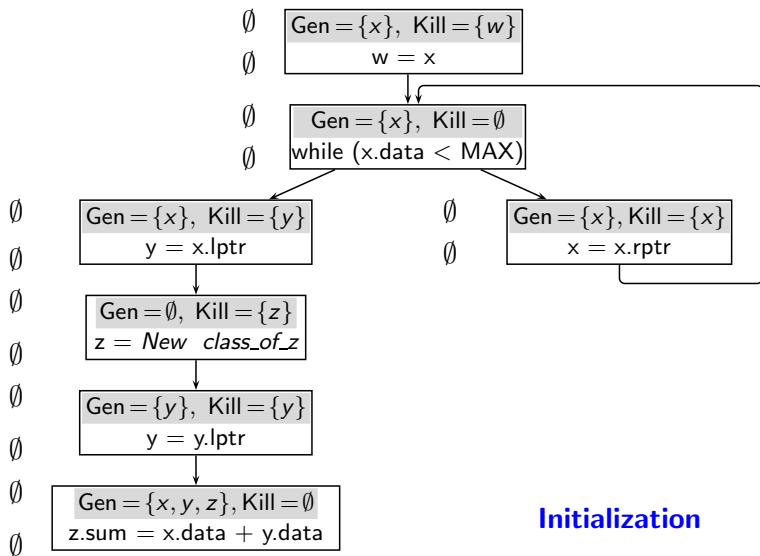 ∅
Gen={x}, Kill={w}
∅
w = x
∅
Gen={x}, Kill=∅
∅
while (x.data < MAX)
∅
Gen={x}, Kill={y}
∅
y = x.lptr
∅
Gen={x},Kill={x}
∅
x = x.rptr
∅
Gen=∅, Kill={z}
∅
z = New class_of_z
∅
Gen={y}, Kill={y}
∅
y = y.lptr
∅
Gen={x, y, z},Kill=∅
∅
z.sum = x.data + y.data
Initialization